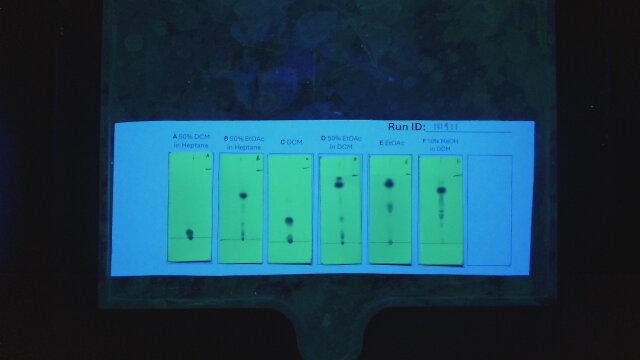 Run ID:
A 50% DCM
in Heptane
B 50% EtOAc
in Heptane
C DCM
D 50% EtOAc
in DCM
E EtOAc
F 10% MeOH
in DCM